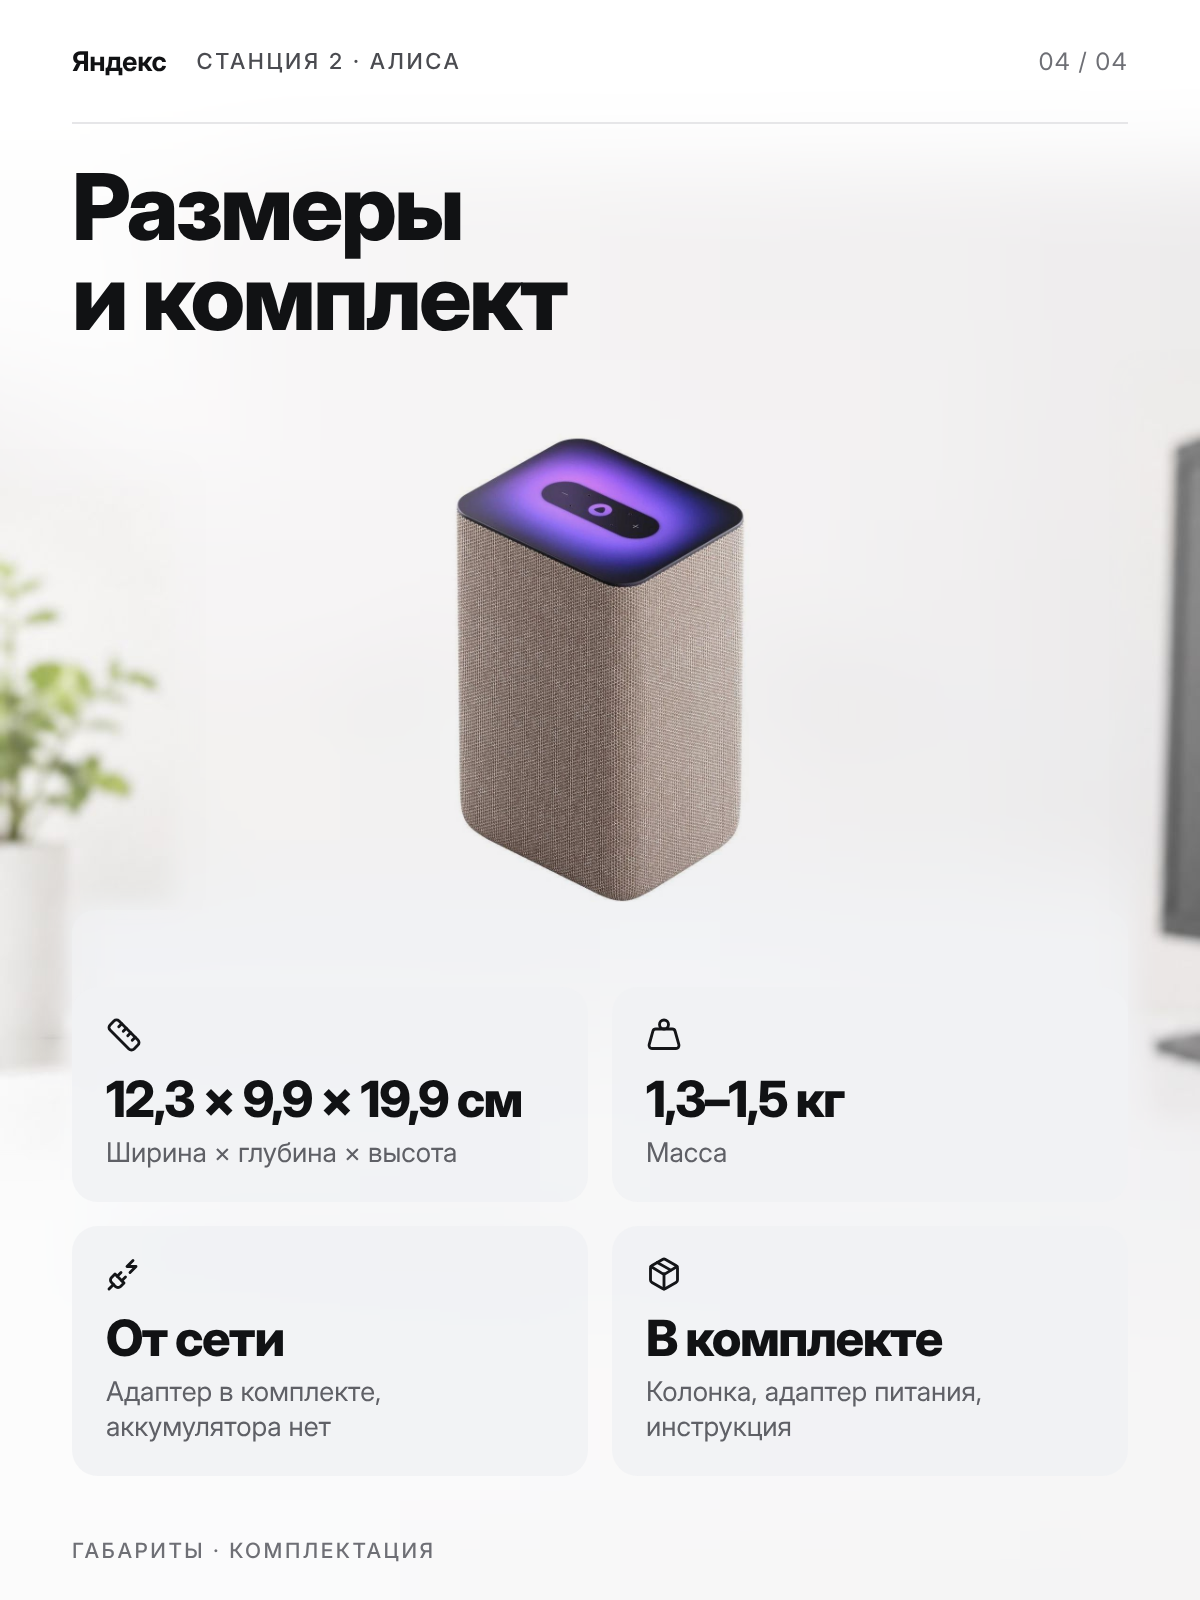 Яндекс СТАНЦИЯ 2 · АЛИСА 04 / 04
Размеры
и комплект
12,3 × 9,9 × 19,9 см
Ширина × глубина × высота
1,3–1,5 кг
Масса
От сети
Адаптер в комплекте,
аккумулятора нет
В комплекте
Колонка, адаптер питания,
инструкция
ГАБАРИТЫ · КОМПЛЕКТАЦИЯ